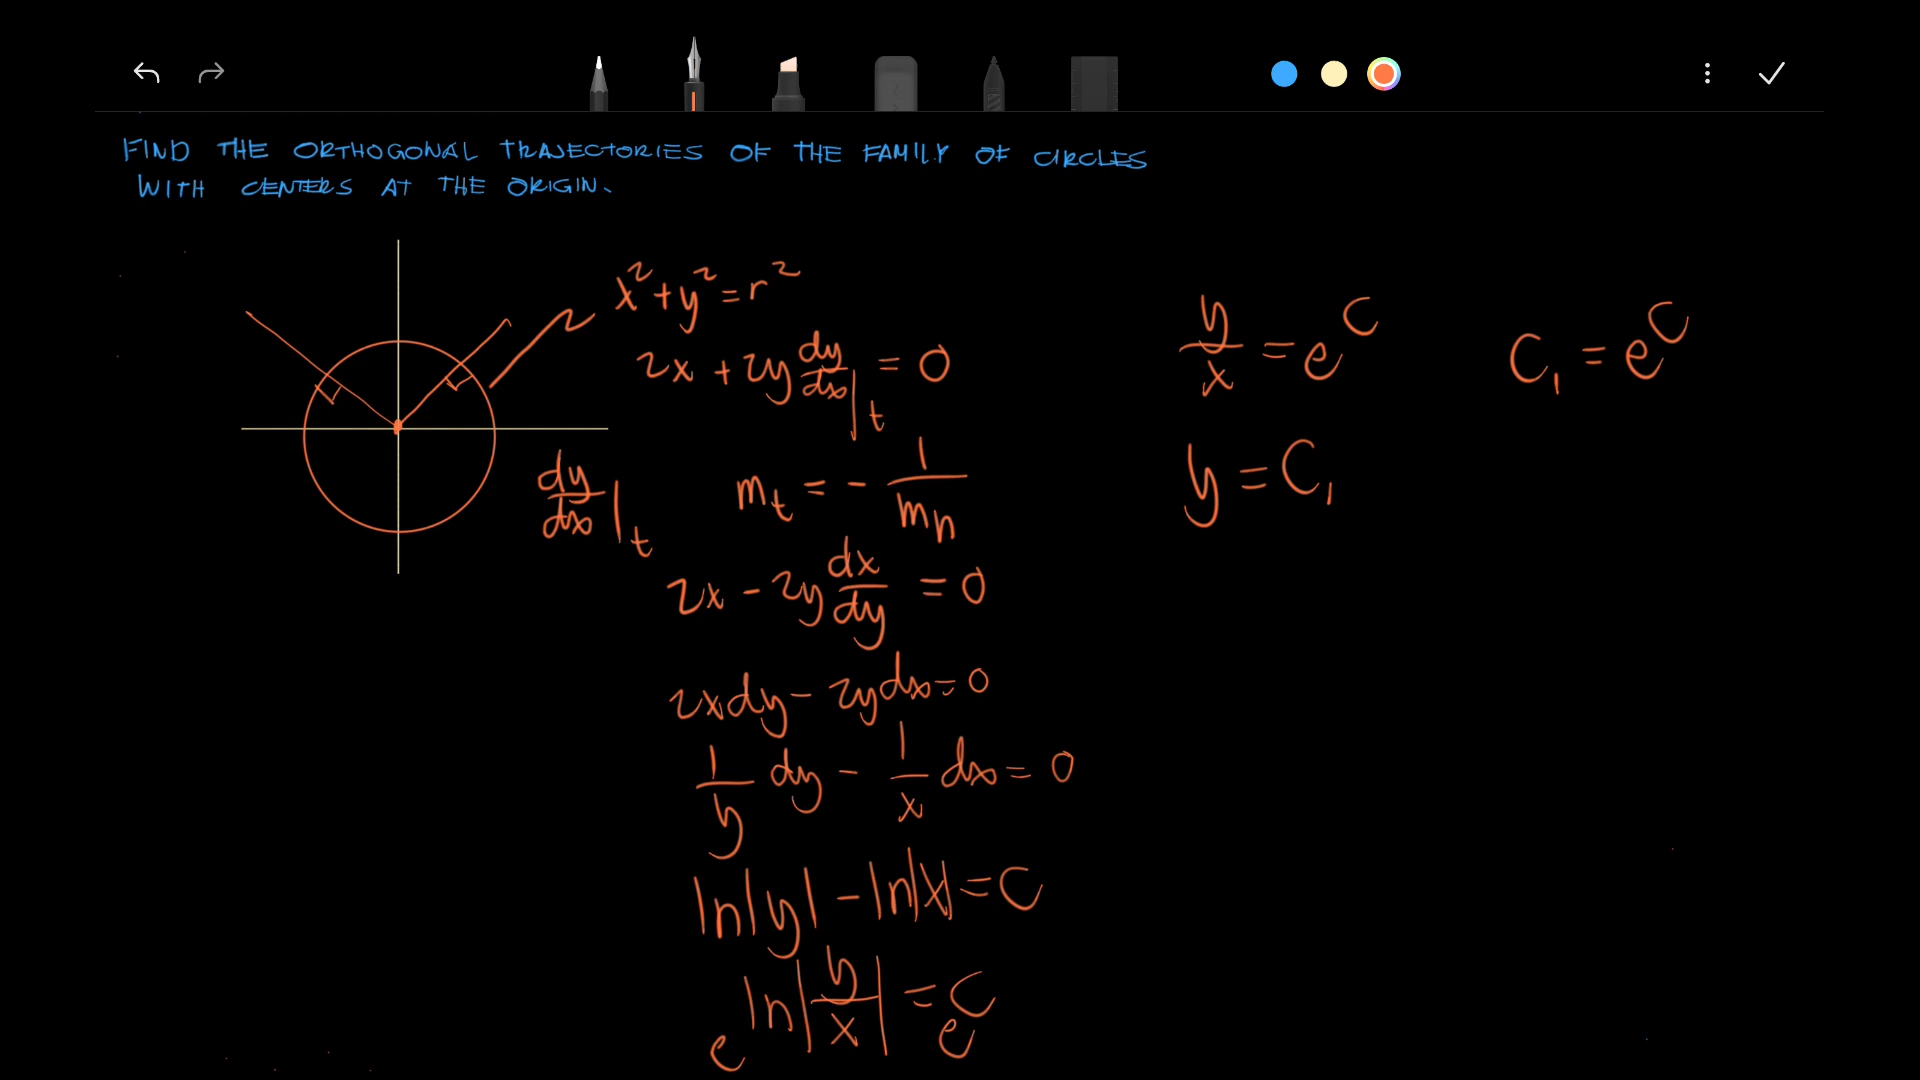 FIND THE ORTHOGONAL TRAJECTORIES OF THE FAMILY OF CIRCLES
WITH CENTERS AT THE ORIGIN.
x²+y²=r²
2x + 2y dy/dx|t = 0
dy/dx|t
mt = - 1/mn
2x - 2y dx/dy = 0
2xdy - 2ydx = 0
1/y dy - 1/x dx = 0
ln|y| - ln|x| = C
e^ln|y/x| = e^C
y/x = e^C
C₁ = e^C
y = C₁